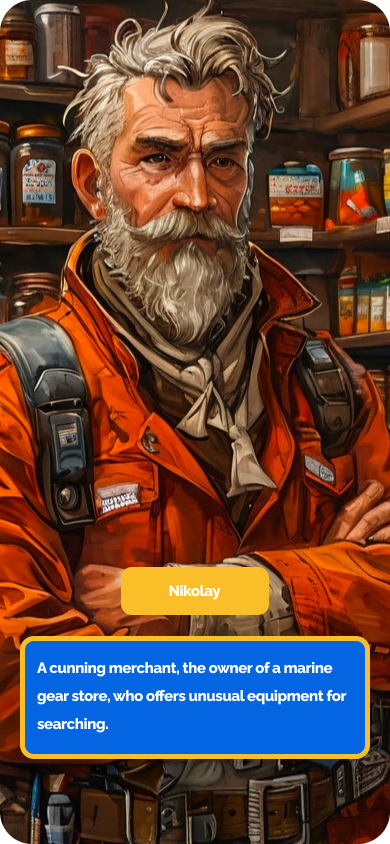 Nikolay
A cunning merchant, the owner of a marine
gear store, who offers unusual equipment for
searching.